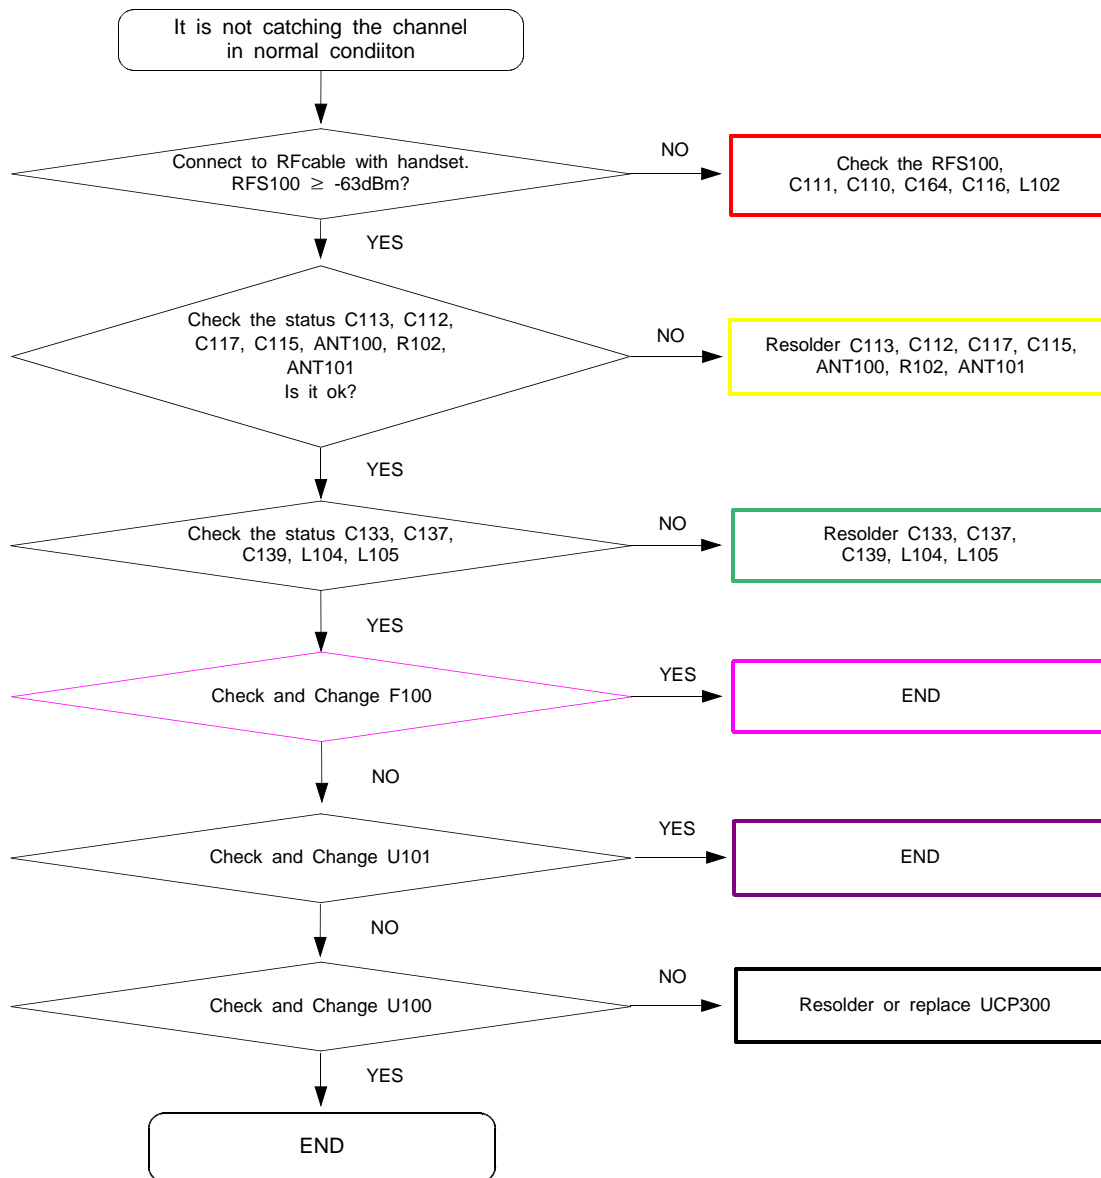 It is not catching the channel
in normal condiiton
Connect to RFcable with handset.
RFS100 ≥ -63dBm?
NO
Check the RFS100,
C111, C110, C164, C116, L102
YES
Check the status C113, C112,
C117, C115, ANT100, R102,
ANT101
Is it ok?
NO
Resolder C113, C112, C117, C115,
ANT100, R102, ANT101
YES
Check the status C133, C137,
C139, L104, L105
NO
Resolder C133, C137,
C139, L104, L105
YES
Check and Change F100
YES
END
NO
Check and Change U101
YES
END
NO
Check and Change U100
NO
Resolder or replace UCP300
YES
END